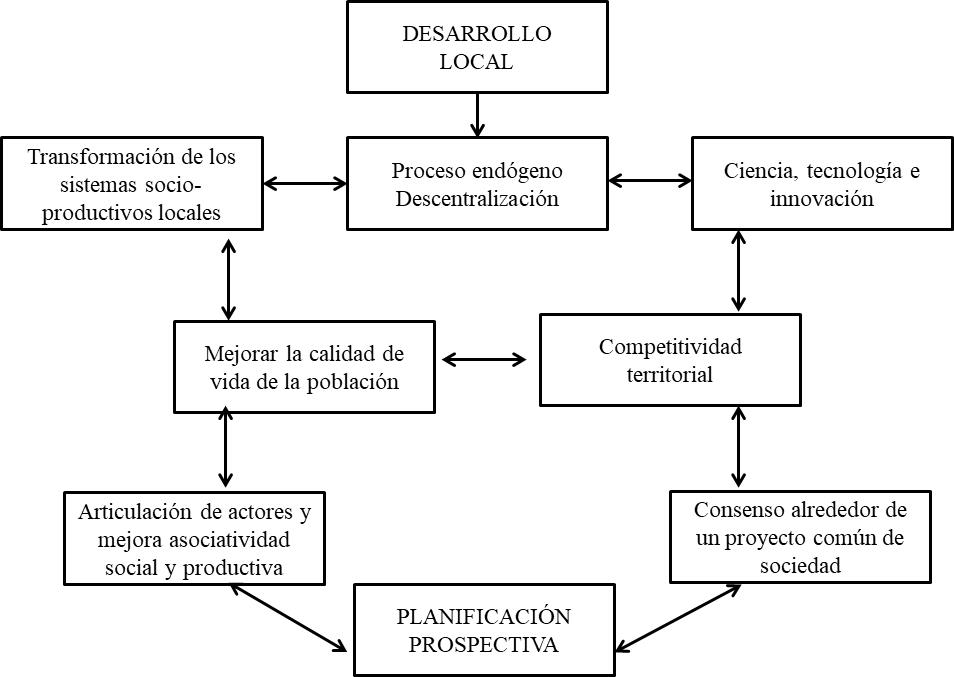 DESARROLLO
LOCAL
Transformación de los
sistemas socio-
productivos locales
Proceso endógeno
Descentralización
Ciencia, tecnología e
innovación
Mejorar la calidad de
vida de la población
Competitividad
territorial
Articulación de actores y
mejora asociatividad
social y productiva
Consenso alrededor de
un proyecto común de
sociedad
PLANIFICACIÓN
PROSPECTIVA